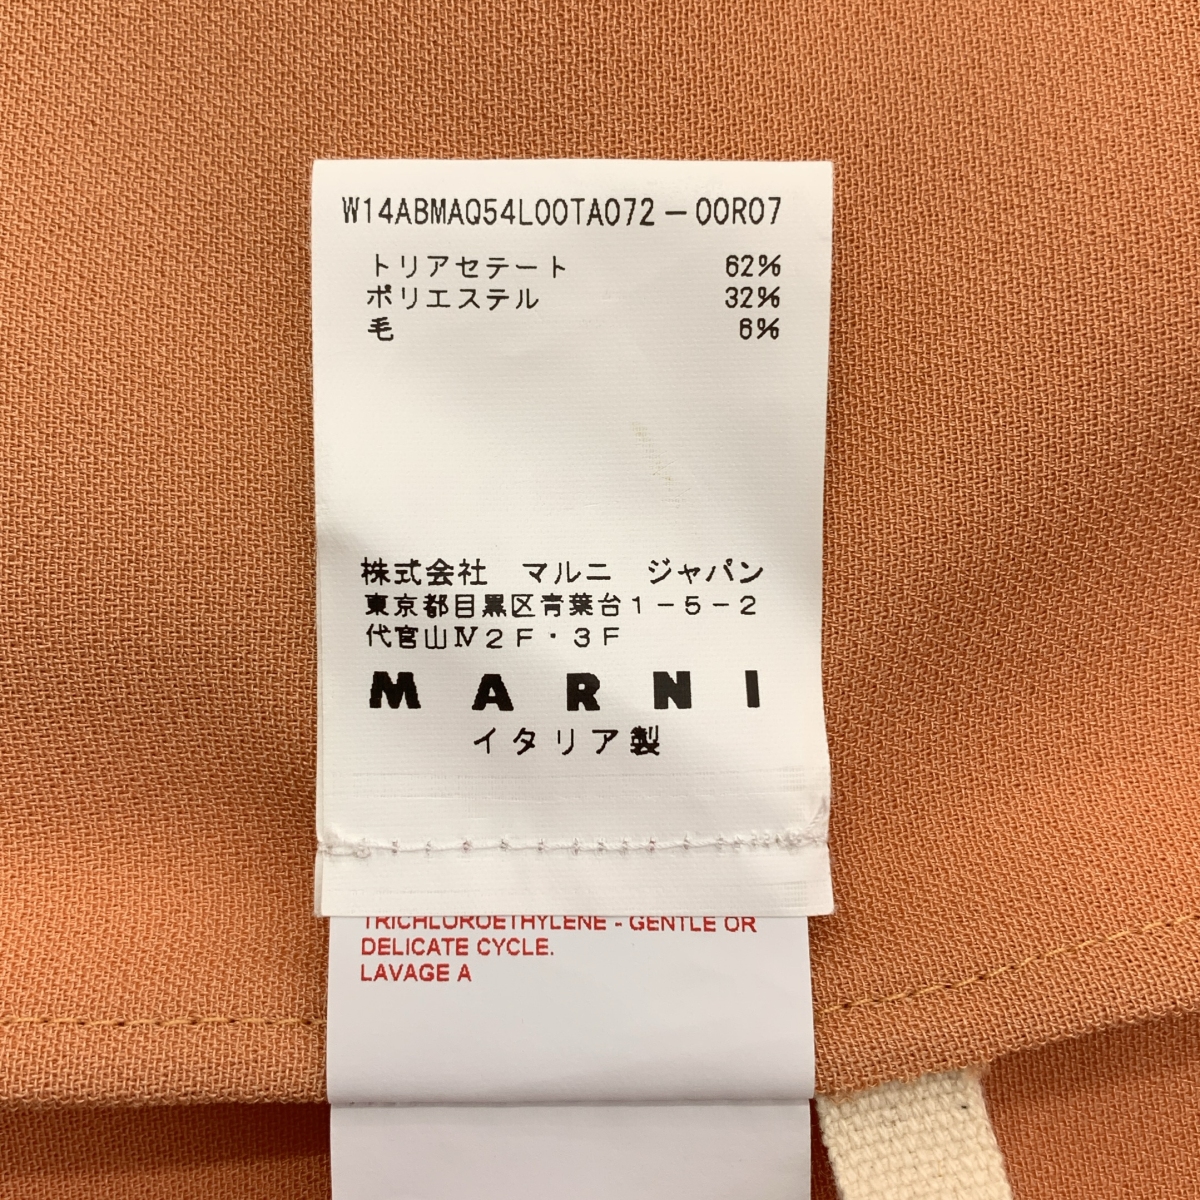 W14ABMAQ54L00TA072-00R07
トリアセテート 62%
ポリエステル 32%
毛 6%
株式会社 マルニ ジャパン
東京都目黒区青葉台1-5-2
代官山Ⅳ2F・3F
MARNI
イタリア製
TRICHLOROETHYLENE - GENTLE OR
DELICATE CYCLE.
LAVAGE A